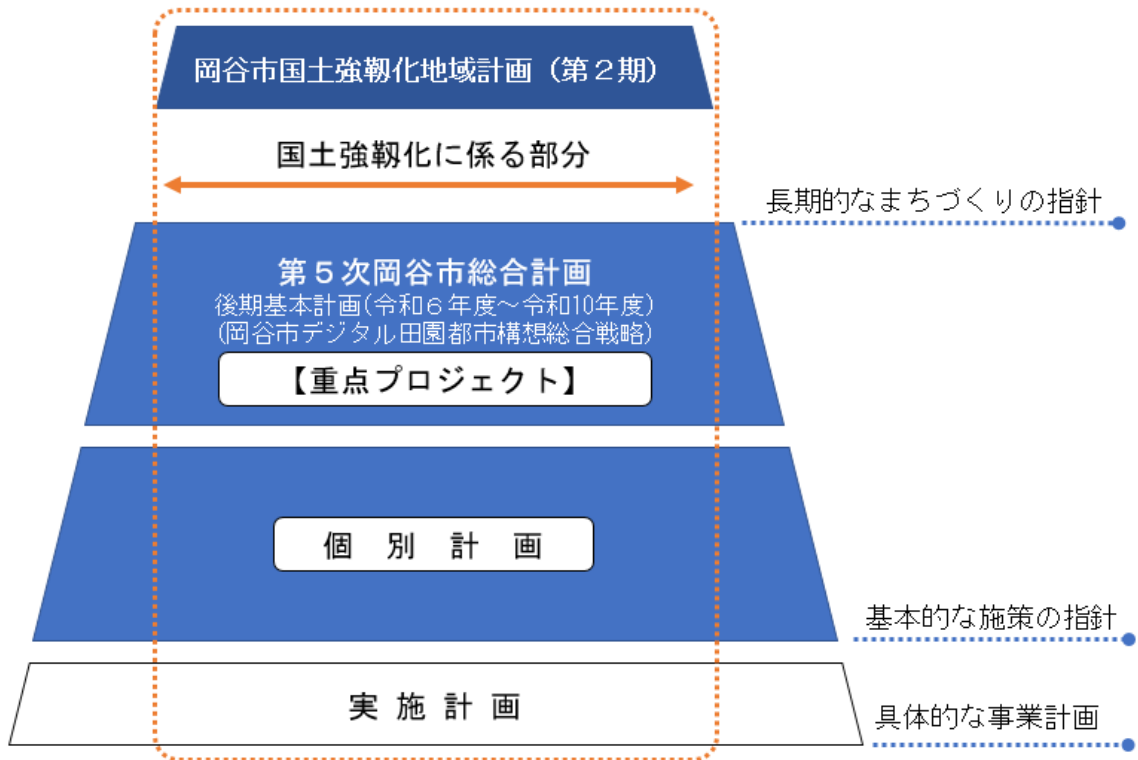 岡谷市国土強靱化地域計画（第２期）
国土強靱化に係る部分
長期的なまちづくりの指針
第５次岡谷市総合計画
後期基本計画(令和６年度～令和10年度)
(岡谷市デジタル田園都市構想総合戦略)
【重点プロジェクト】
個　別　計　画
基本的な施策の指針
実 施 計 画
具体的な事業計画